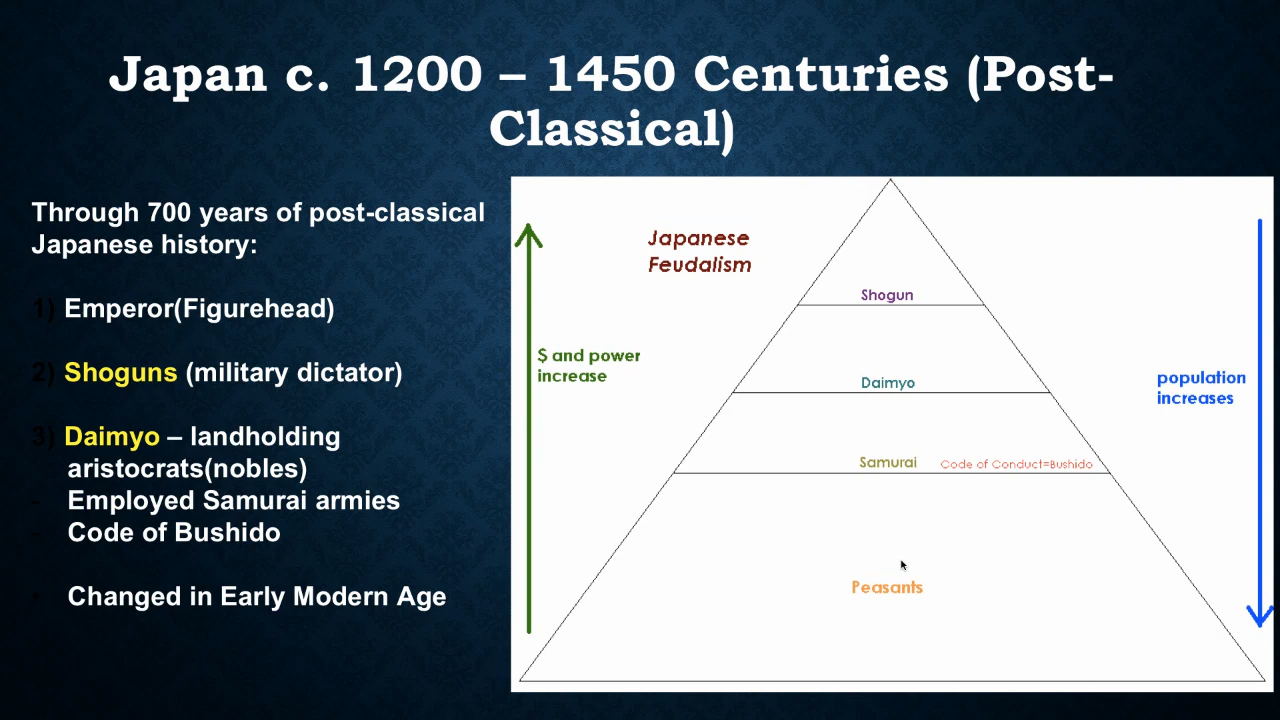 Japan c. 1200 – 1450 Centuries (Post-
Classical)
Through 700 years of post-classical
Japanese history:
1) Emperor(Figurehead)
2) Shoguns (military dictator)
3) Daimyo – landholding
aristocrats(nobles)
- Employed Samurai armies
- Code of Bushido
• Changed in Early Modern Age
Japanese
Feudalism
$ and power
increase
Shogun
Daimyo
Samurai
Code of Conduct=Bushido
Peasants
population
increases